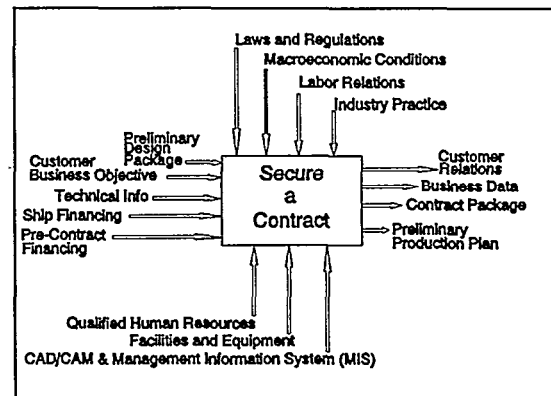 Laws and Regulations
Macroeconomic Conditions
Labor Relations
Industry Practice
Preliminary
Design
Package
Customer
Business Objective
Technical Info
Ship Financing
Pre-Contract
Financing
Secure
a
Contract
Customer
Relations
Business Data
Contract Package
Preliminary
Production Plan
Qualified Human Resources
Facilities and Equipment
CAD/CAM & Management Information System (MIS)